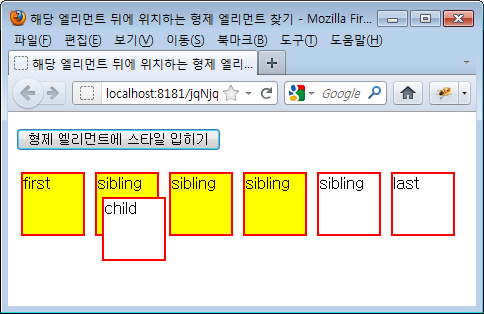 해당 엘리먼트 뒤에 위치하는 형제 엘리먼트 찾기 - Mozilla Fir...
파일(F) 편집(E) 보기(V) 이동(S) 북마크(B) 도구(T) 도움말(H)
해당 엘리먼트 뒤에 위치하는 형제 엘리...
localhost:8181/jqNjq Google
형제 엘리먼트에 스타일 입히기
first sibling sibling sibling sibling last
child